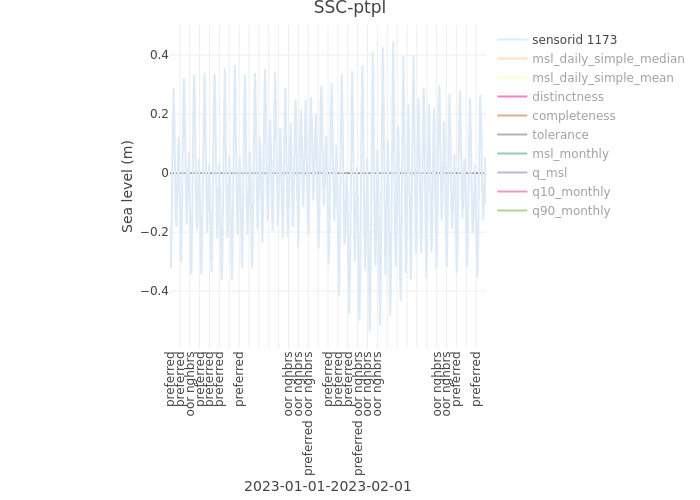 SSC-ptpl
sensorid 1173
msl_daily_simple_median
msl_daily_simple_mean
distinctness
completeness
tolerance
msl_monthly
q_msl
q10_monthly
q90_monthly
Sea level (m)
0.4
0.2
0
−0.2
−0.4
preferred
preferred
oor nghbrs
preferred
preferred
preferred
preferred
oor nghbrs
oor nghbrs
preferred oor nghbrs
preferred
preferred
preferred
preferred oor nghbrs
oor nghbrs
oor nghbrs
oor nghbrs
oor nghbrs
preferred
preferred
2023-01-01-2023-02-01